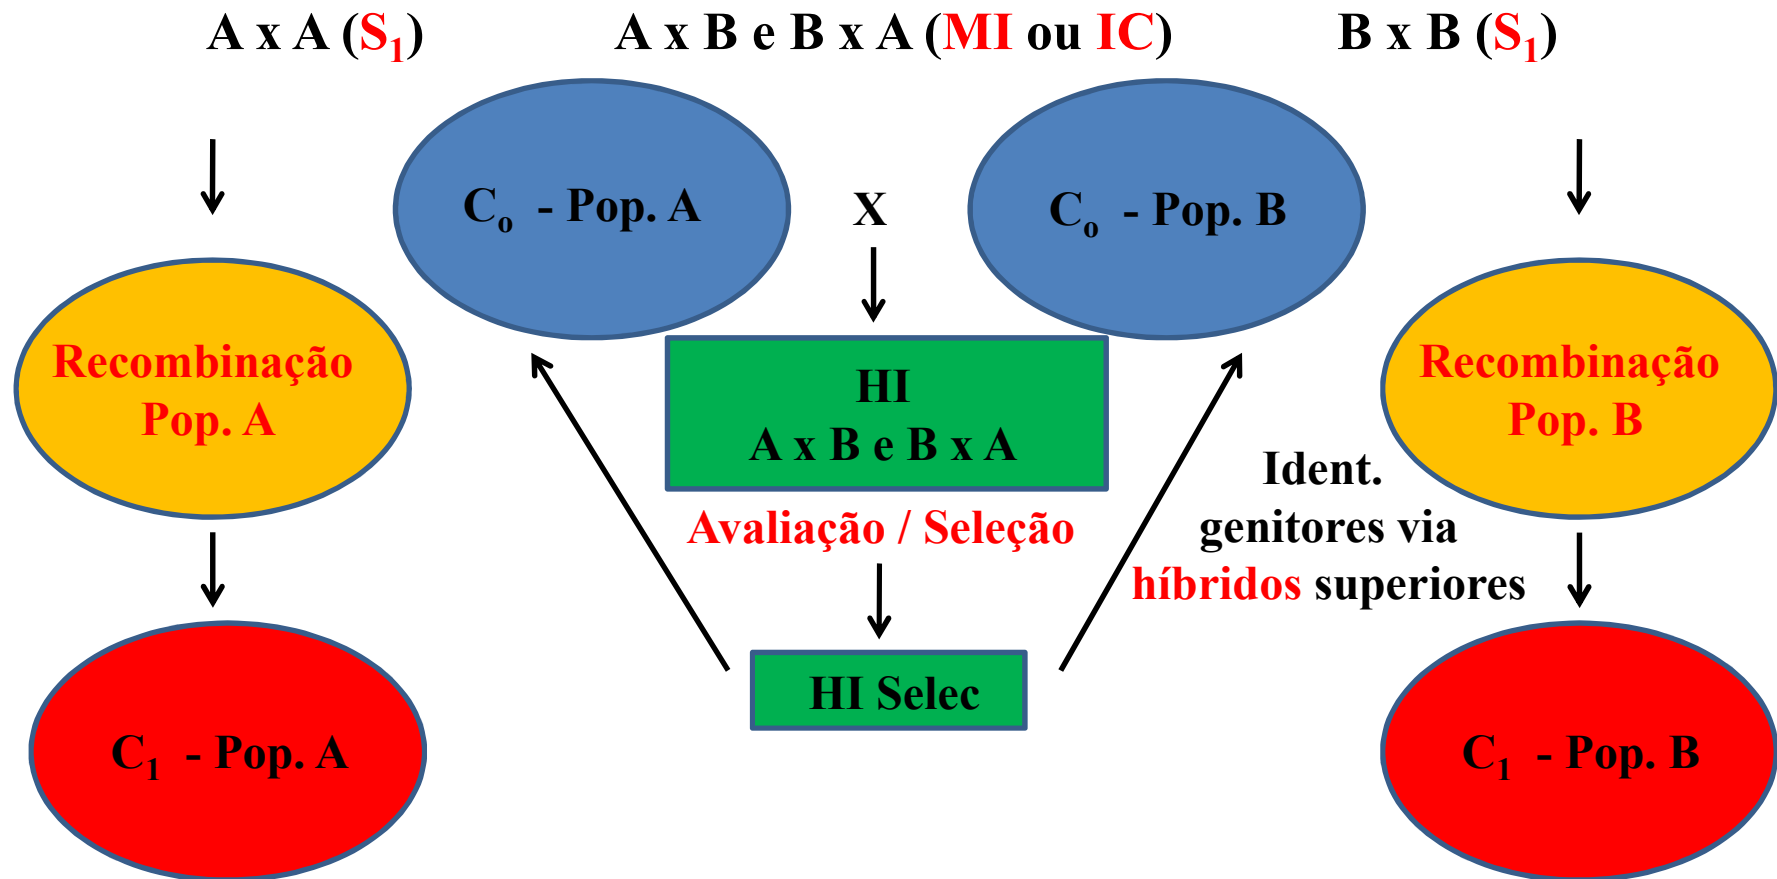 A x A (S₁)
A x B e B x A (MI ou IC)
B x B (S₁)
Cₒ - Pop. A
X
Cₒ - Pop. B
Recombinação
Pop. A
HI
A x B e B x A
Recombinação
Pop. B
Avaliação / Seleção
Ident.
genitores via
híbridos superiores
HI Selec
C₁ - Pop. A
C₁ - Pop. B